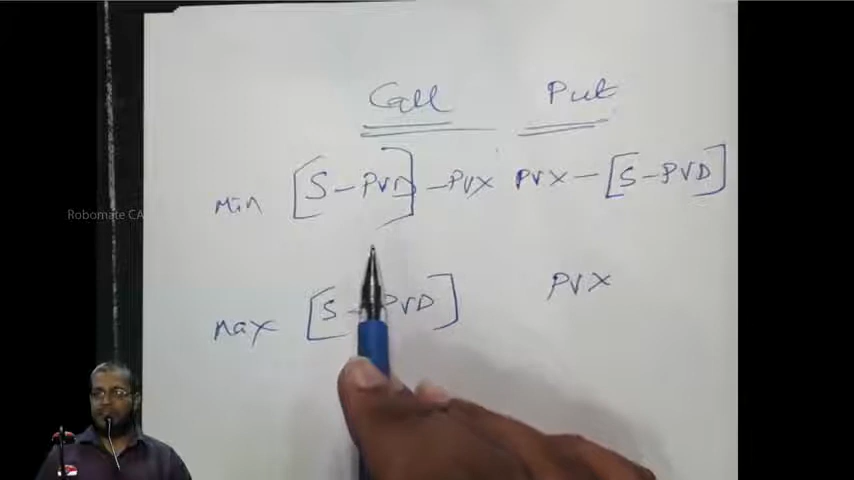 Call Put
Min [S-PVD] -PVX PVX-[S-PVD]
Max [S-PVD] PVX
Robomate CA